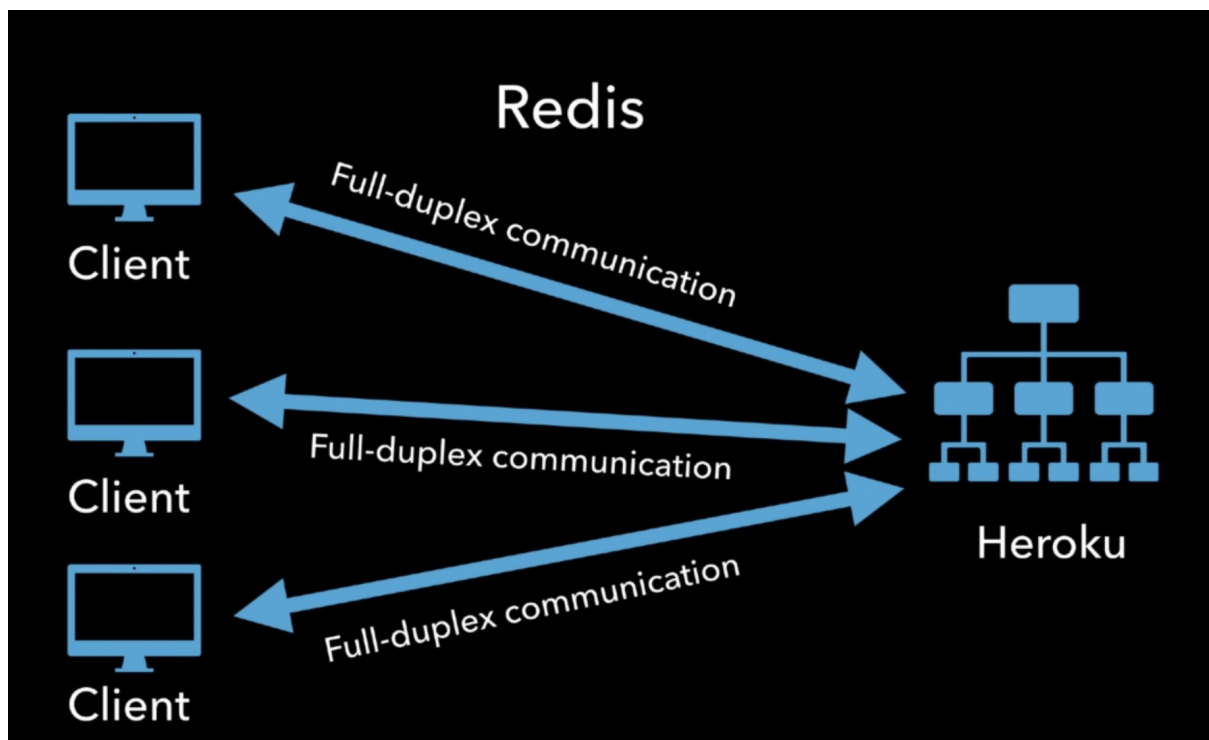 Redis
Full-duplex communication
Client
Full-duplex communication
Client
Heroku
Full-duplex communication
Client